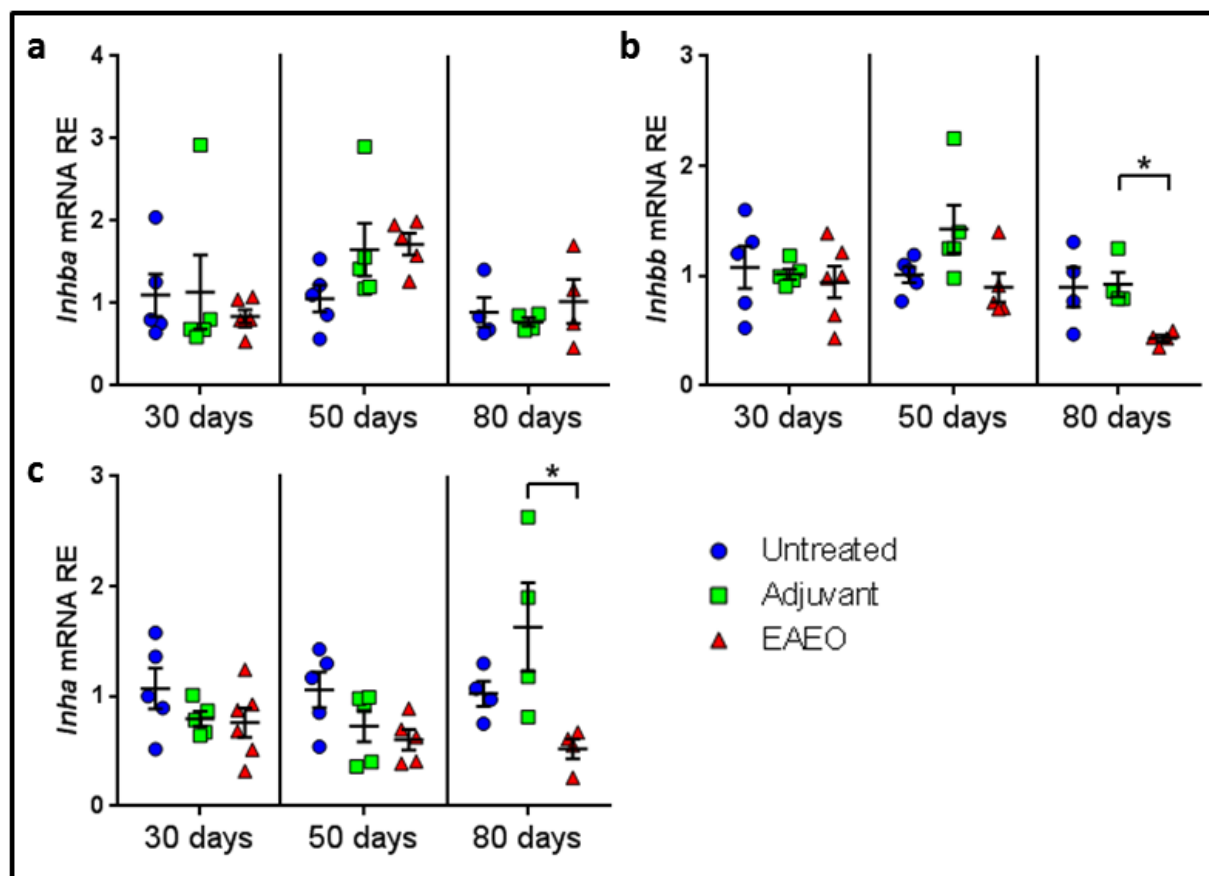 a
Inhba mRNA RE
4
3
2
1
0
30 days 50 days 80 days
b
Inhbb mRNA RE
3
2
1
0
*
30 days 50 days 80 days
c
Inha mRNA RE
3
2
1
0
*
30 days 50 days 80 days
Untreated
Adjuvant
EAEO